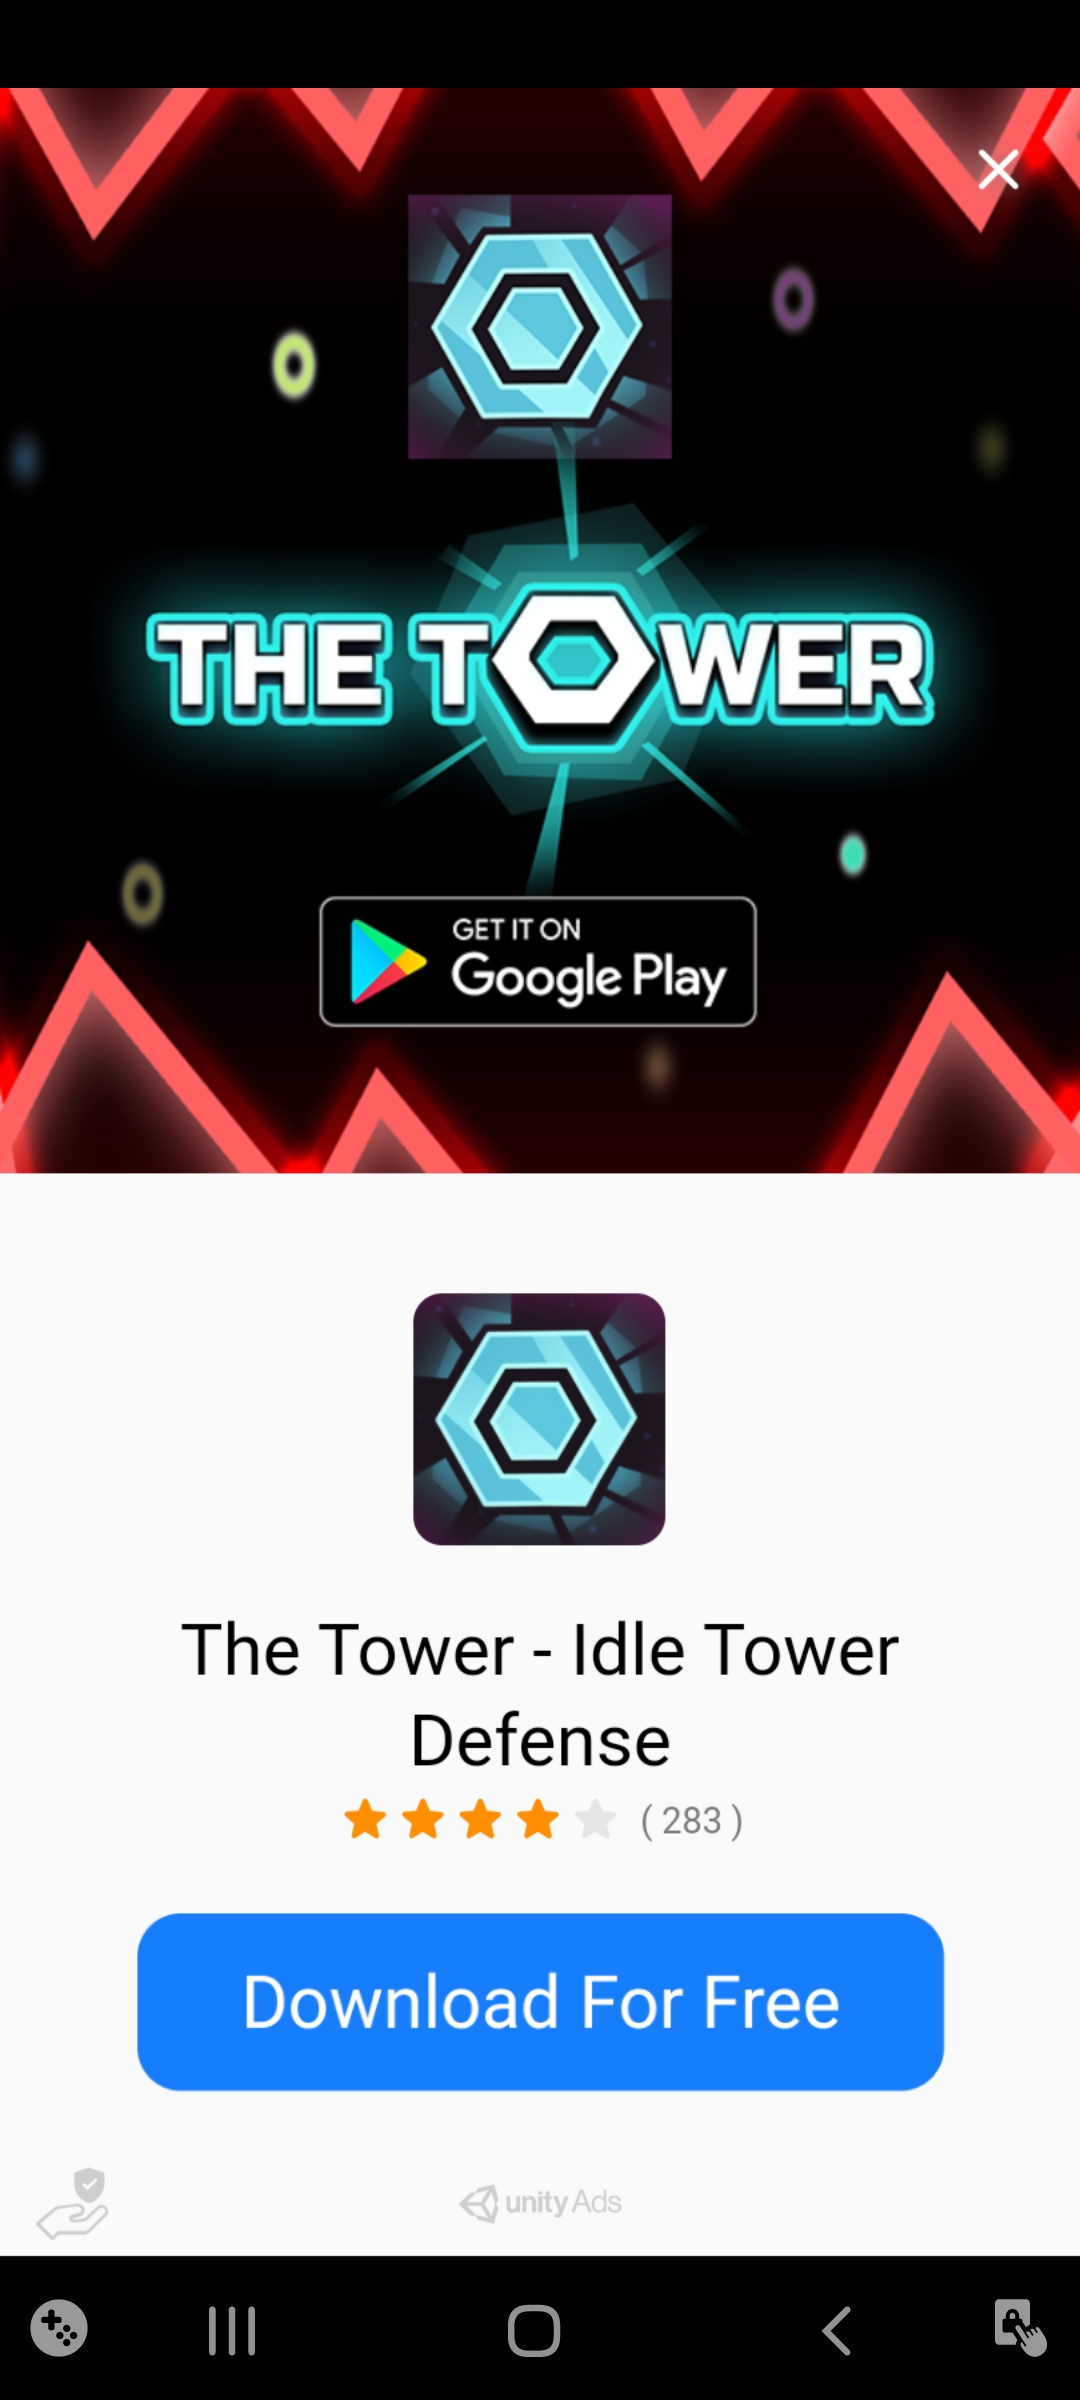 THE TOWER
GET IT ON
Google Play
The Tower - Idle Tower
Defense
( 283 )
Download For Free
unity Ads